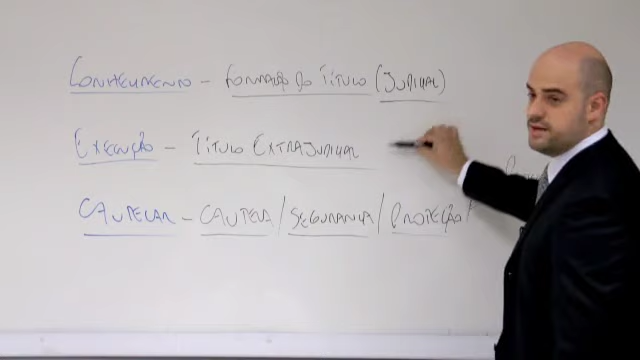 CONHECIMENTO - FORMAÇÃO DO TÍTULO (JUDICIAL)
EXECUÇÃO - TÍTULO EXTRAJUDICIAL
CAUTELAR - CAUTELA / SEGURANÇA / PROTEÇÃO /